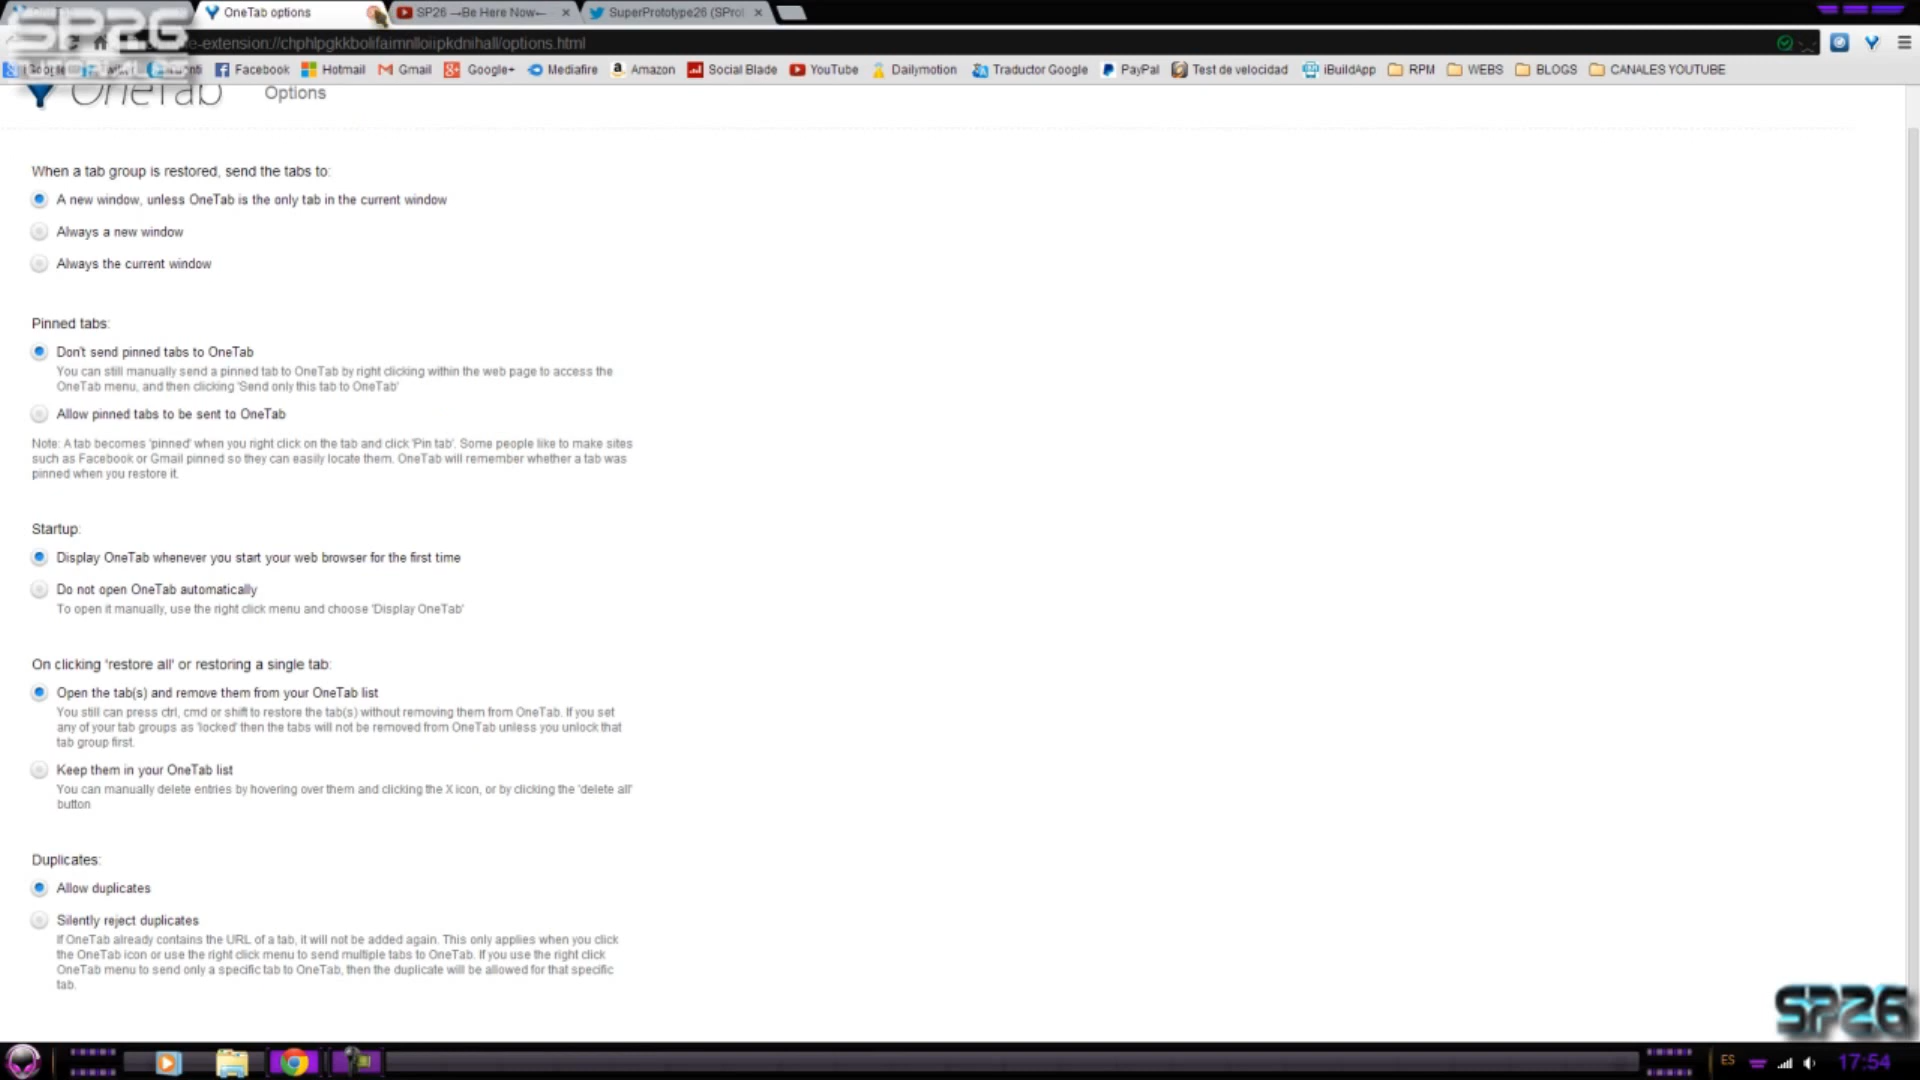 OneTab options
SP26 →Be Here Now←
SuperPrototype26 (SPro
SP26
-extension://chphlpgkkbolifaimnlloiipkdnihall/options.html
iGoogle
Twitter
Facebook
Hotmail
Gmail
Google+
Mediafire
Amazon
Social Blade
YouTube
Dailymotion
Traductor Google
PayPal
Test de velocidad
iBuildApp
RPM
WEBS
BLOGS
CANALES YOUTUBE
OneTab
Options
When a tab group is restored, send the tabs to:
A new window, unless OneTab is the only tab in the current window
Always a new window
Always the current window
Pinned tabs:
Don't send pinned tabs to OneTab
You can still manually send a pinned tab to OneTab by right clicking within the web page to access the
OneTab menu, and then clicking 'Send only this tab to OneTab'
Allow pinned tabs to be sent to OneTab
Note: A tab becomes 'pinned' when you right click on the tab and click 'Pin tab'. Some people like to make sites
such as Facebook or Gmail pinned so they can easily locate them. OneTab will remember whether a tab was
pinned when you restore it.
Startup:
Display OneTab whenever you start your web browser for the first time
Do not open OneTab automatically
To open it manually, use the right click menu and choose 'Display OneTab'
On clicking 'restore all' or restoring a single tab:
Open the tab(s) and remove them from your OneTab list
You still can press ctrl, cmd or shift to restore the tab(s) without removing them from OneTab. If you set
any of your tab groups as 'locked' then the tabs will not be removed from OneTab unless you unlock that
tab group first.
Keep them in your OneTab list
You can manually delete entries by hovering over them and clicking the X icon, or by clicking the 'delete all'
button
Duplicates:
Allow duplicates
Silently reject duplicates
If OneTab already contains the URL of a tab, it will not be added again. This only applies when you click
the OneTab icon or use the right click menu to send multiple tabs to OneTab. If you use the right click
OneTab menu to send only a specific tab to OneTab, then the duplicate will be allowed for that specific
tab.
SP26
ES
17:54